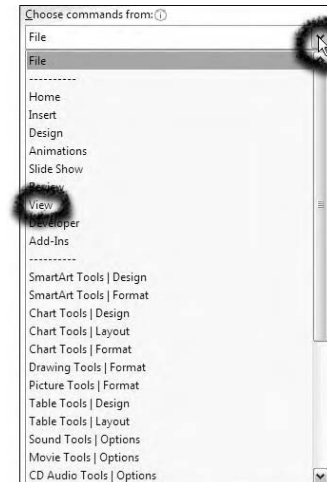 Choose commands from:
File
File
----------
Home
Insert
Design
Animations
Slide Show
Review
View
Developer
Add-Ins
----------
SmartArt Tools | Design
SmartArt Tools | Format
Chart Tools | Design
Chart Tools | Layout
Chart Tools | Format
Drawing Tools | Format
Picture Tools | Format
Table Tools | Design
Table Tools | Layout
Sound Tools | Options
Movie Tools | Options
CD Audio Tools | Options